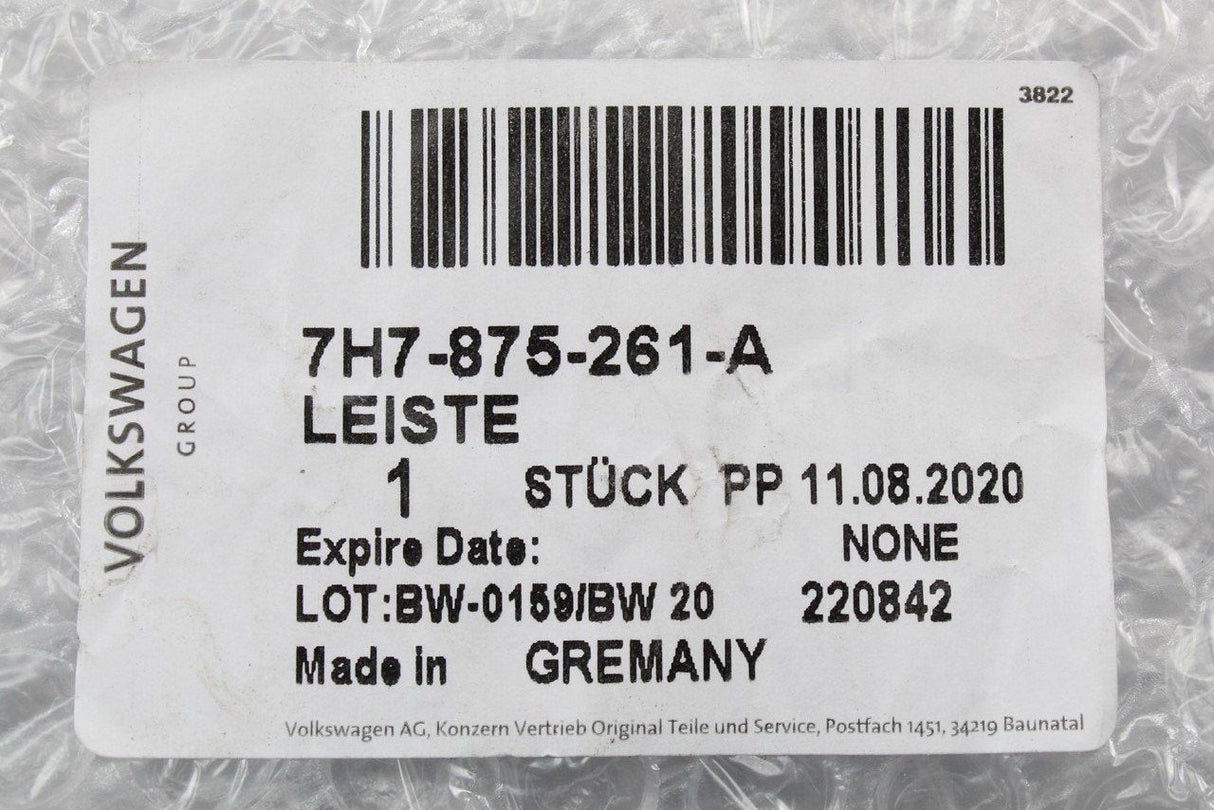 3822
VOLKSWAGEN
GROUP
7H7-875-261-A
LEISTE
1 STÜCK PP 11.08.2020
Expire Date: NONE
LOT:BW-0159/BW 20 220842
Made in GREMANY
Volkswagen AG, Konzern Vertrieb Original Teile und Service, Postfach 1451, 34219 Baunatal